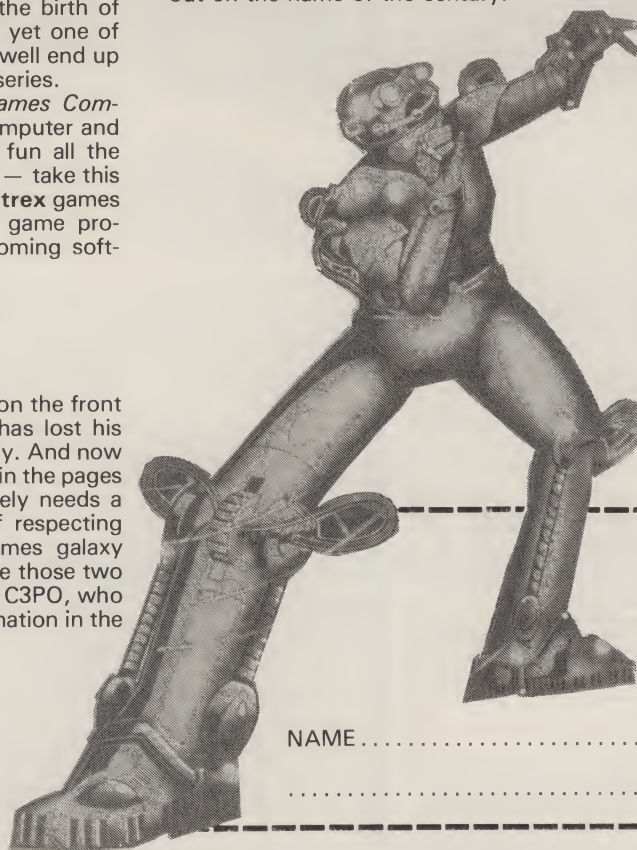 the birth of
yet one of
well end up
series.
ames Com-
mputer and
fun all the
— take this
trex games
game pro-
oming soft-
on the front
has lost his
y. And now
in the pages
ely needs a
f respecting
mes galaxy
e those two
C3PO, who
nation in the
out on the name of the century!
NAME